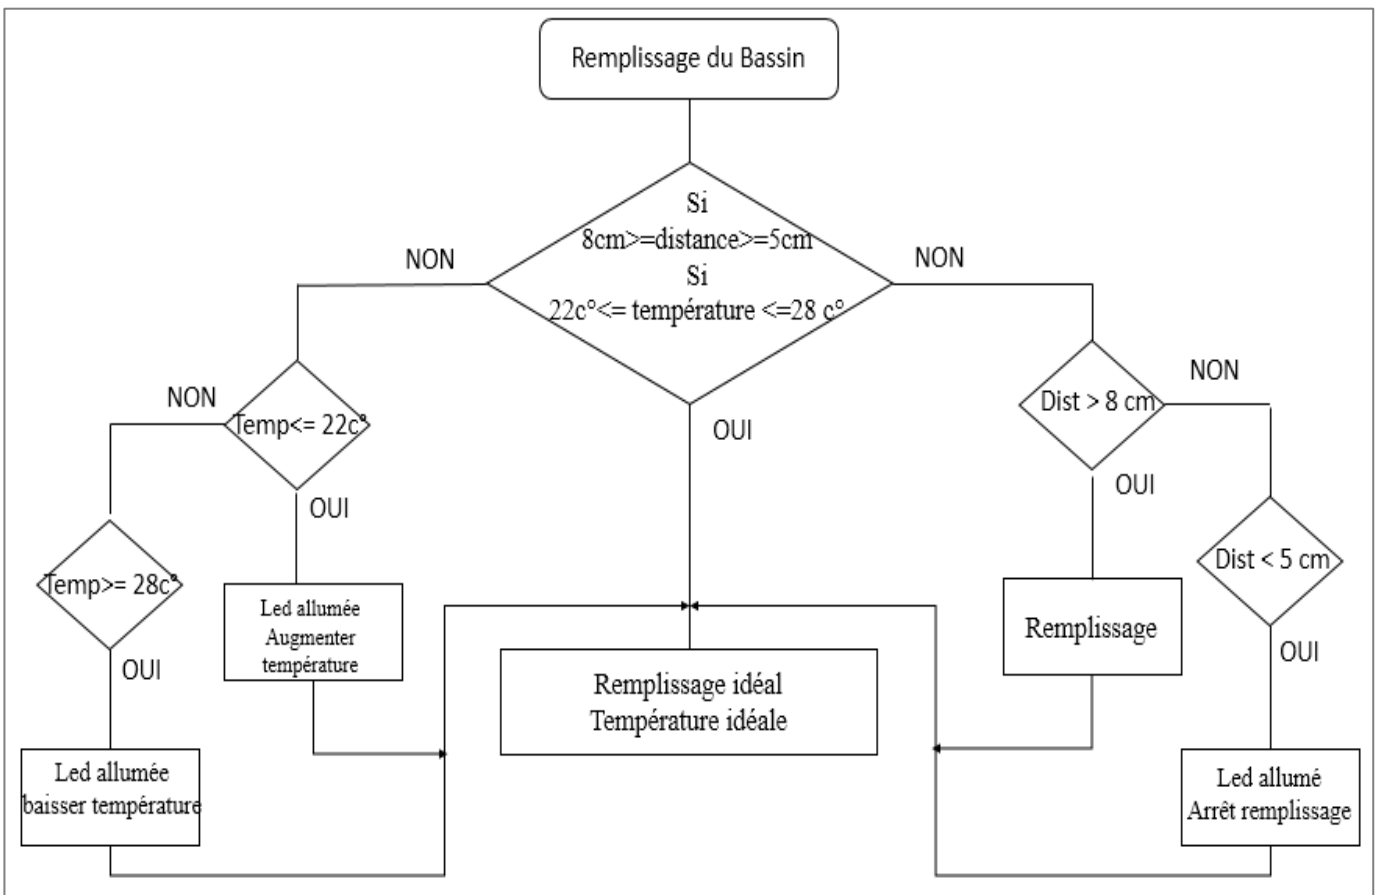 Remplissage du Bassin
Si
8cm>=distance>=5cm
Si
22c°<= température <=28 c°
NON
NON
OUI
Temp<= 22c°
NON
OUI
Temp>= 28c°
OUI
Led allumée
Augmenter
température
Led allumée
baisser température
Dist > 8 cm
NON
OUI
Dist < 5 cm
OUI
Remplissage
Led allumé
Arrêt remplissage
Remplissage idéal
Température idéale